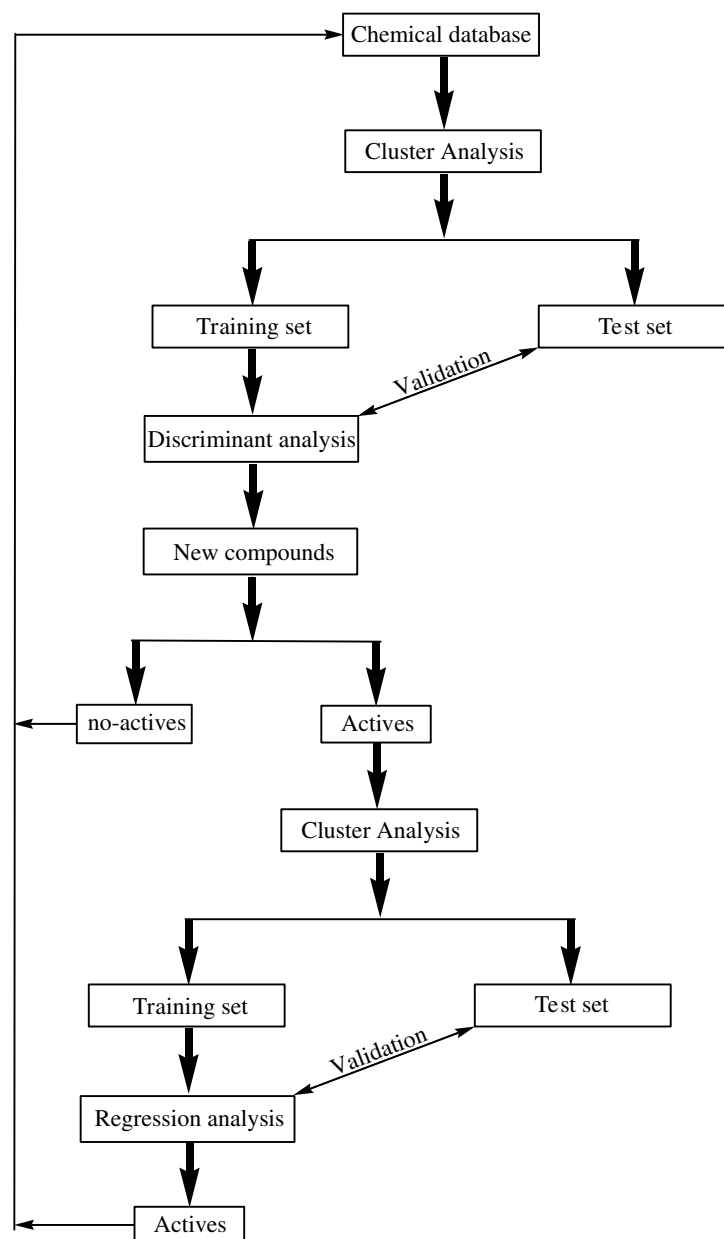 Chemical database
Cluster Analysis
Training set
Test set
Validation
Discriminant analysis
New compounds
no-actives
Actives
Cluster Analysis
Training set
Test set
Validation
Regression analysis
Actives